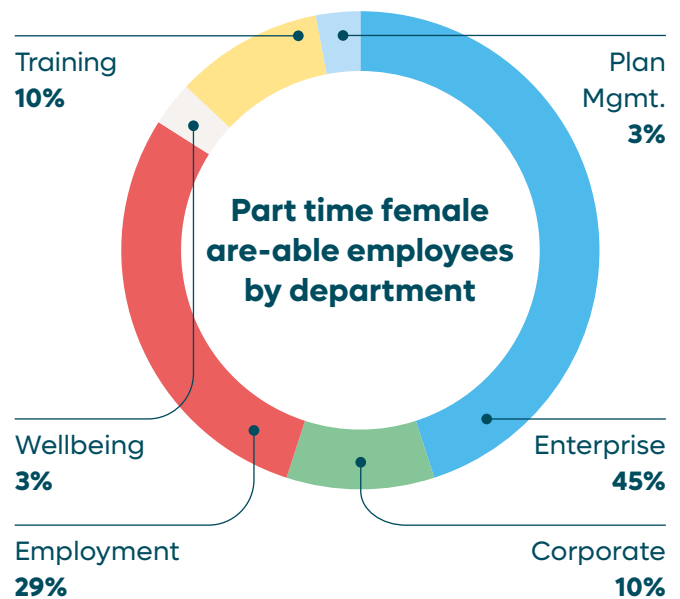 Training
10%
Plan
Mgmt.
3%
Part time female
are-able employees
by department
Wellbeing
3%
Enterprise
45%
Employment
29%
Corporate
10%